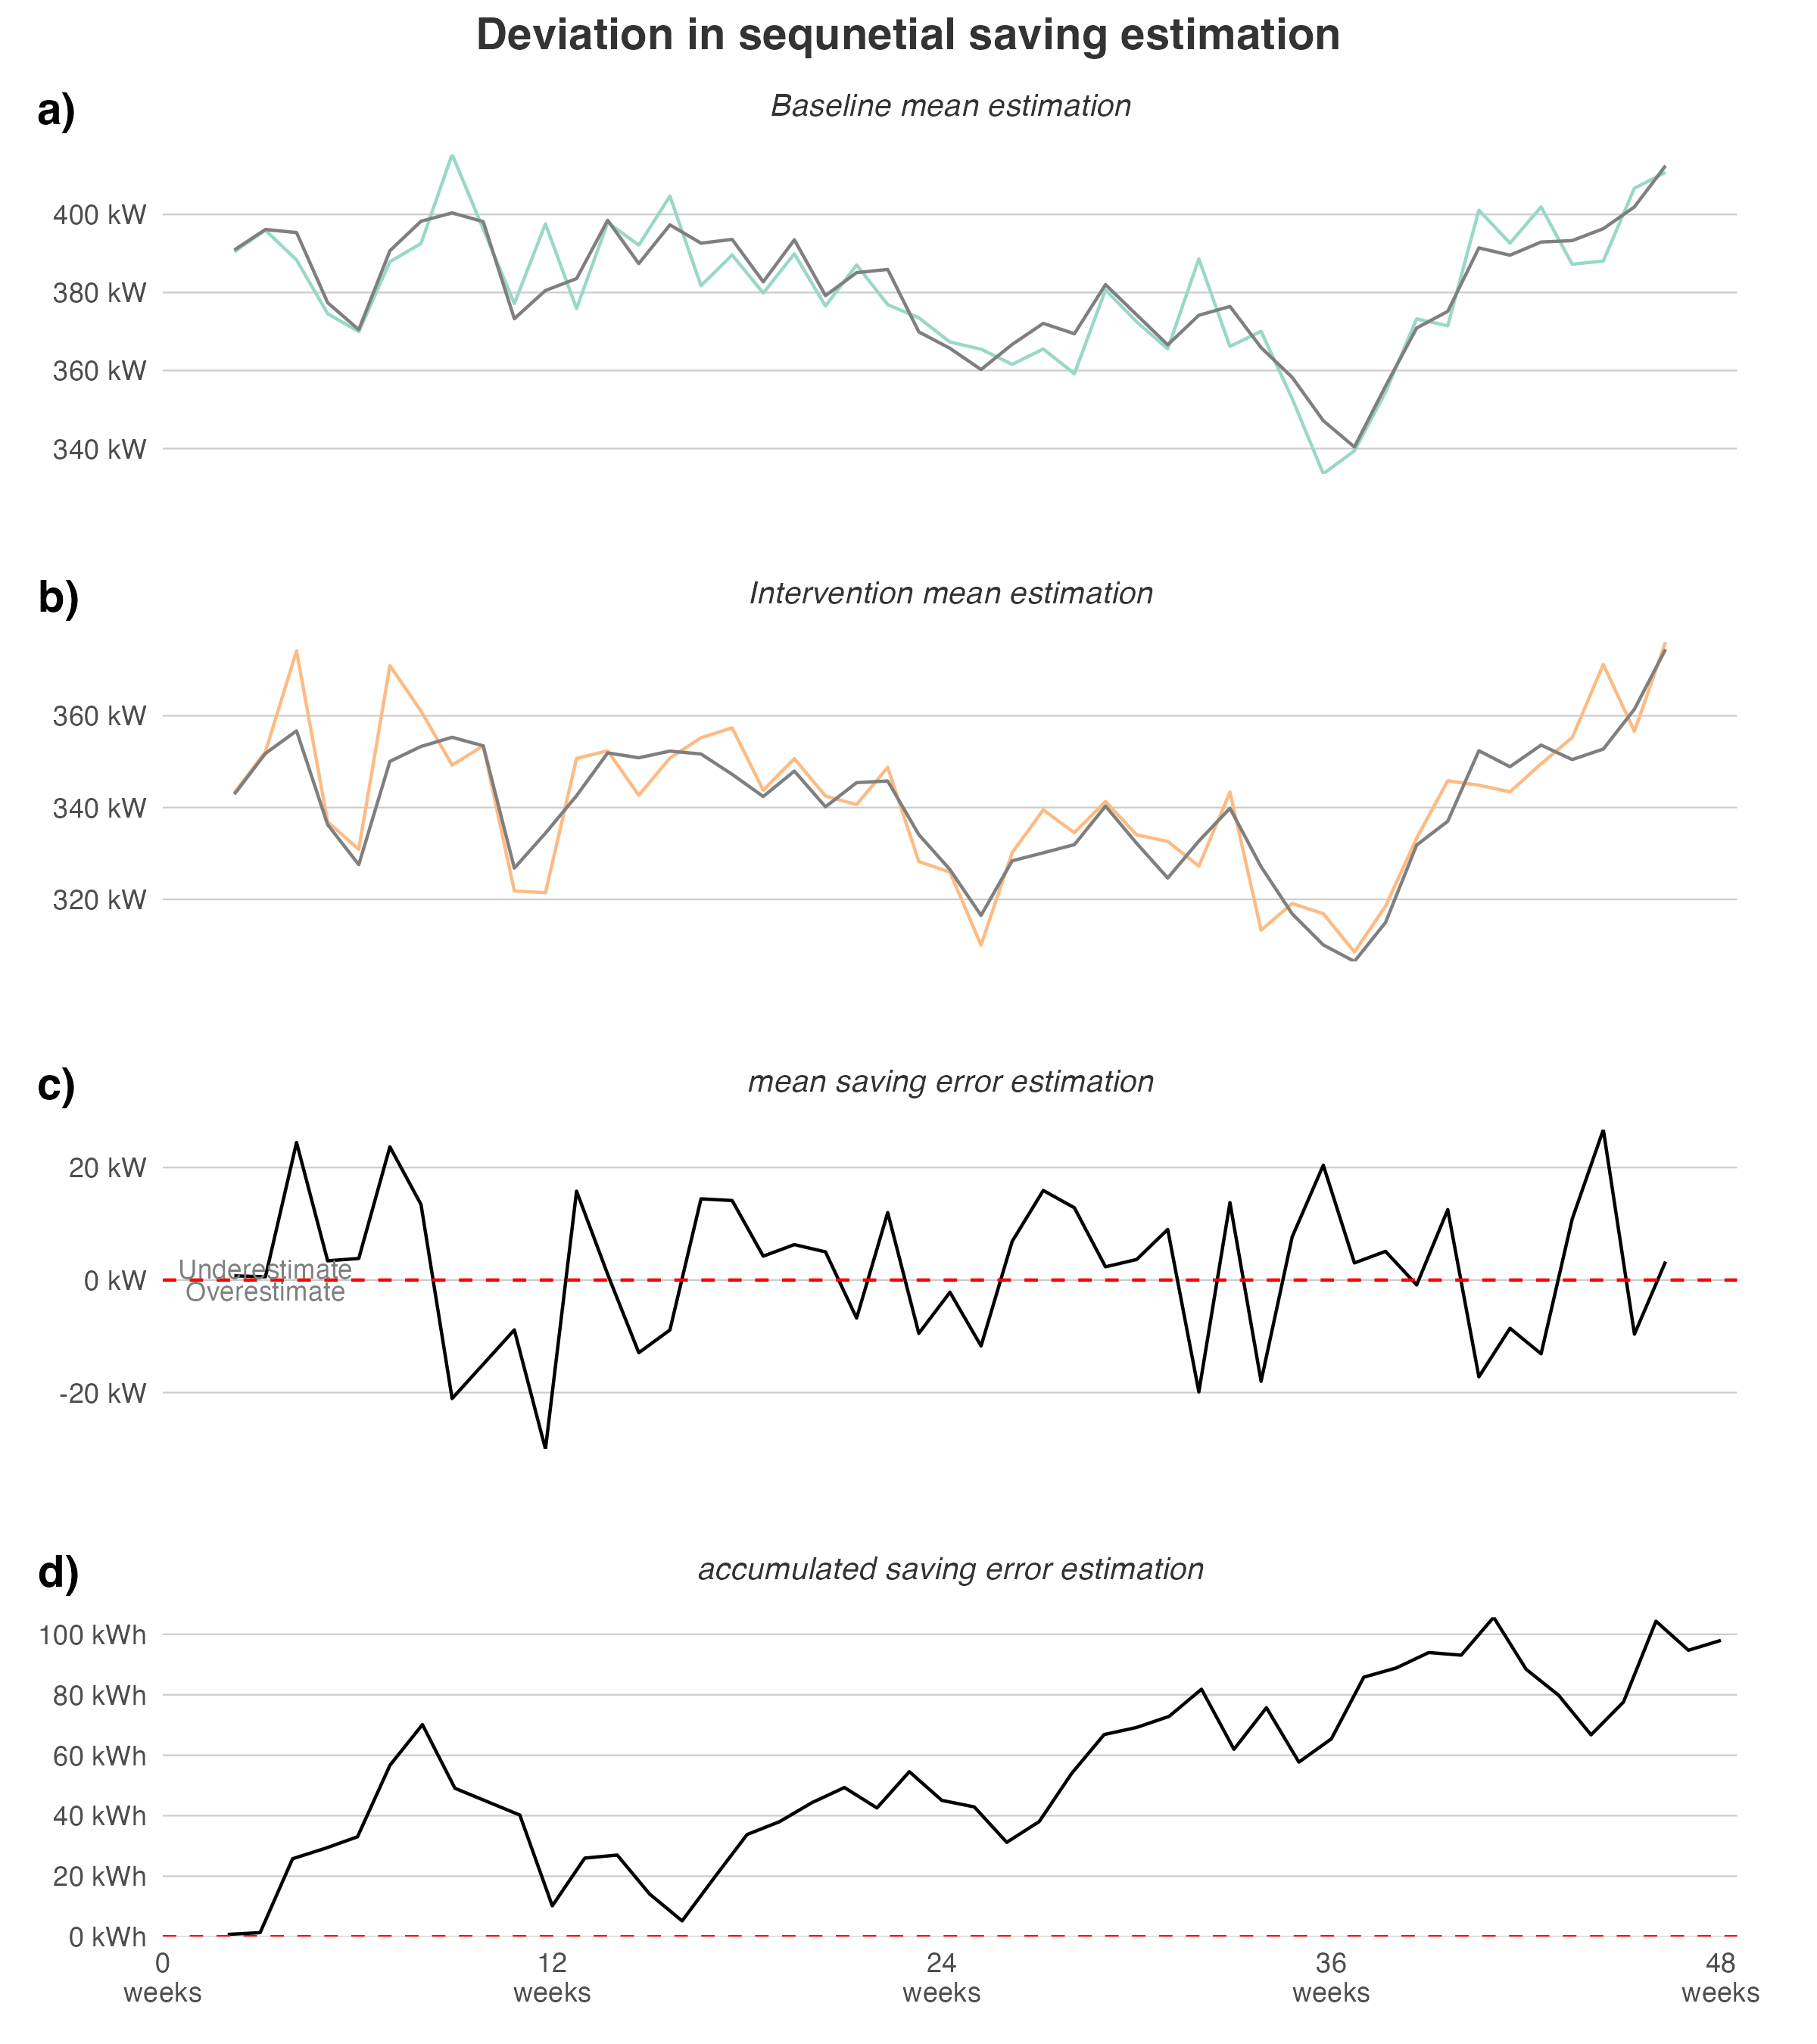 Deviation in sequnetial saving estimation
a)
Baseline mean estimation
400 kW
380 kW
360 kW
340 kW
b)
Intervention mean estimation
360 kW
340 kW
320 kW
c)
mean saving error estimation
20 kW
Underestimate
0 kW
Overestimate
-20 kW
d)
accumulated saving error estimation
100 kWh
80 kWh
60 kWh
40 kWh
20 kWh
0 kWh
0 12 24 36 48
weeks weeks weeks weeks weeks